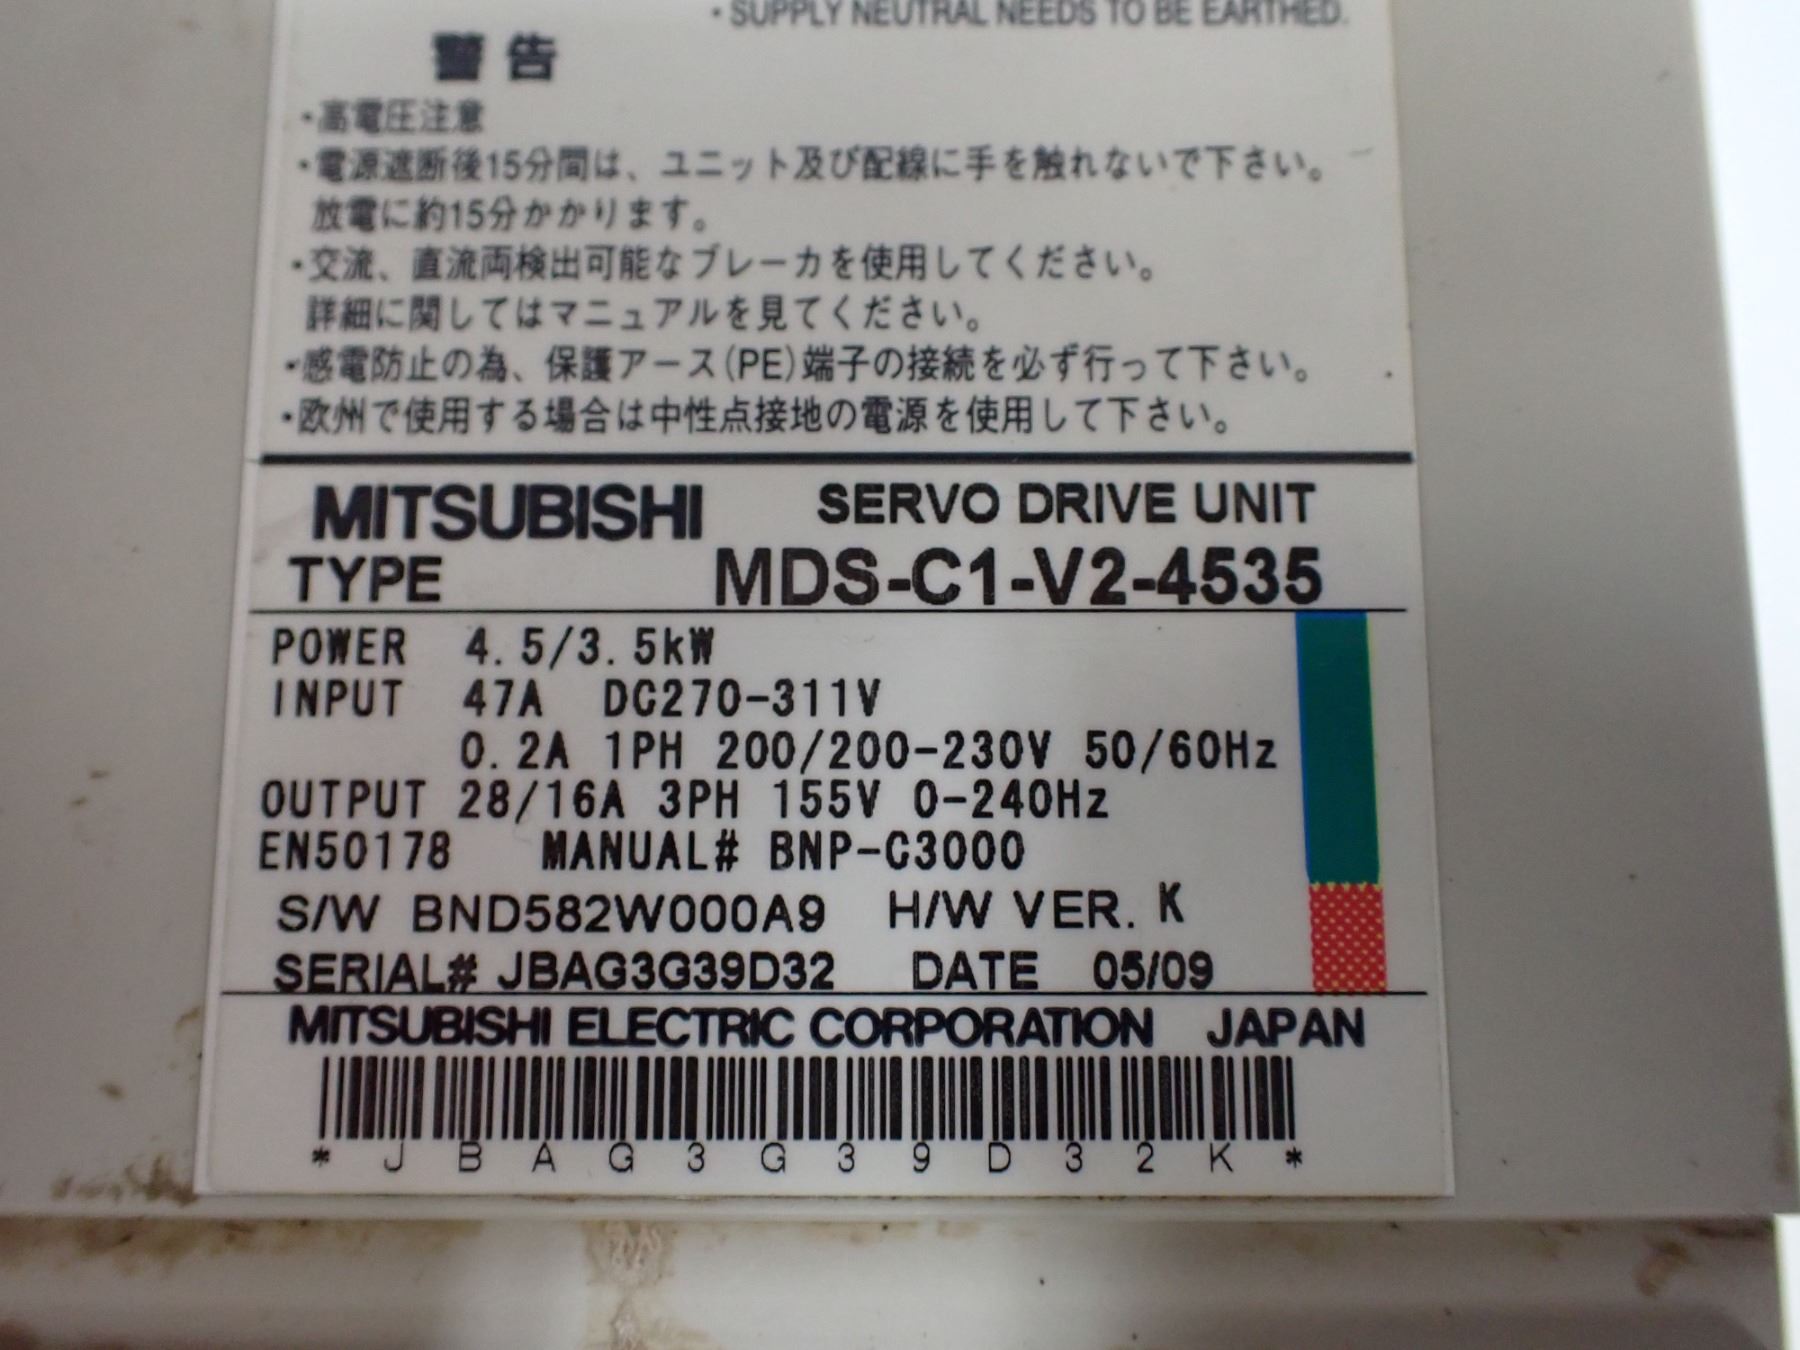 ・SUPPLY NEUTRAL NEEDS TO BE EARTHED.
警告
・高電圧注意
・電源遮断後15分間は、ユニット及び配線に手を触れないで下さい。
放電に約15分かかります。
・交流、直流両検出可能なブレーカを使用してください。
詳細に関してはマニュアルを見てください。
・感電防止の為、保護アース(PE)端子の接続を必ず行って下さい。
・欧州で使用する場合は中性点接地の電源を使用して下さい。
MITSUBISHI SERVO DRIVE UNIT
TYPE MDS-C1-V2-4535
POWER 4.5/3.5kW
INPUT 47A DC270-311V
0.2A 1PH 200/200-230V 50/60Hz
OUTPUT 28/16A 3PH 155V 0-240Hz
EN50178 MANUAL# BNP-C3000
S/W BND582W000A9 H/W VER. K
SERIAL# JBAG3G39D32 DATE 05/09
MITSUBISHI ELECTRIC CORPORATION JAPAN
*JBAG3G39D32K*